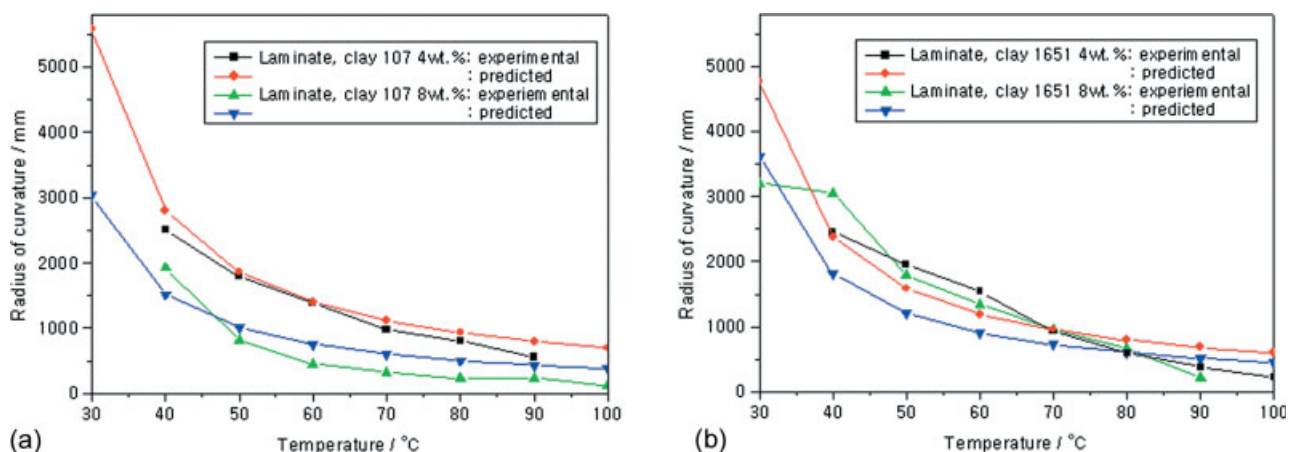 Laminate, clay 107 4wt.%: experimental
: predicted
Laminate, clay 107 8wt.%: experiemental
: predicted
5000
4000
3000
2000
1000
0
Radius of curvature / mm
30 40 50 60 70 80 90 100
Temperature / °C
(a)
Laminate, clay 1651 4wt.%: experimental
: predicted
Laminate, clay 1651 8wt.%: experiemental
: predicted
5000
4000
3000
2000
1000
0
Radius of curvature / mm
30 40 50 60 70 80 90 100
Temperature / °C
(b)